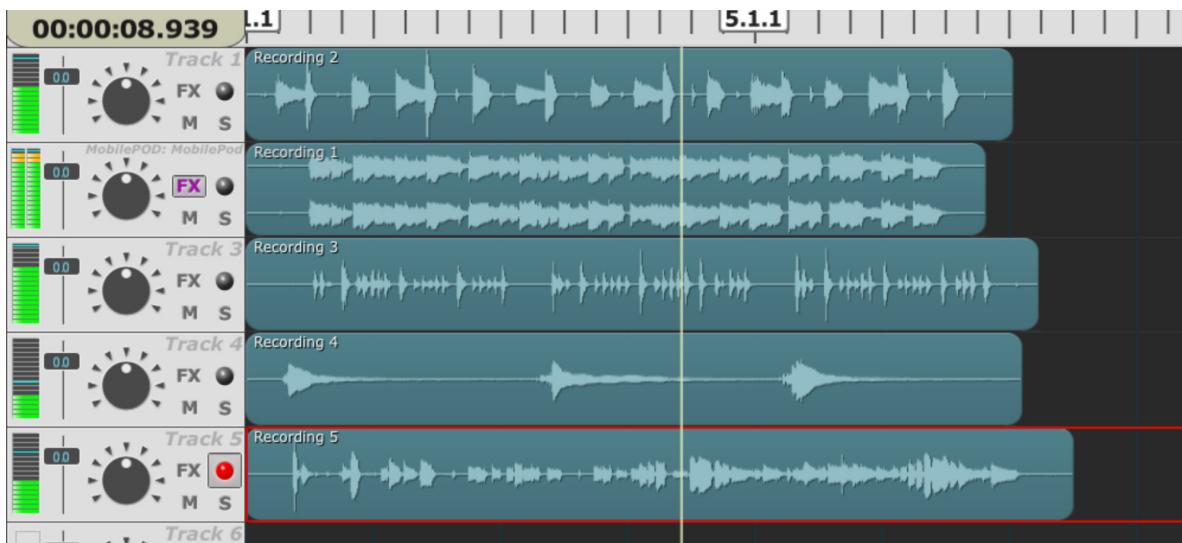 00:00:08.939 1.1 5.1.1
Track 1
0.0
FX
M S
Recording 2
MobilePOD: MobilePod
0.0
FX
M S
Recording 1
Track 3
0.0
FX
M S
Recording 3
Track 4
0.0
FX
M S
Recording 4
Track 5
0.0
FX
M S
Recording 5
Track 6